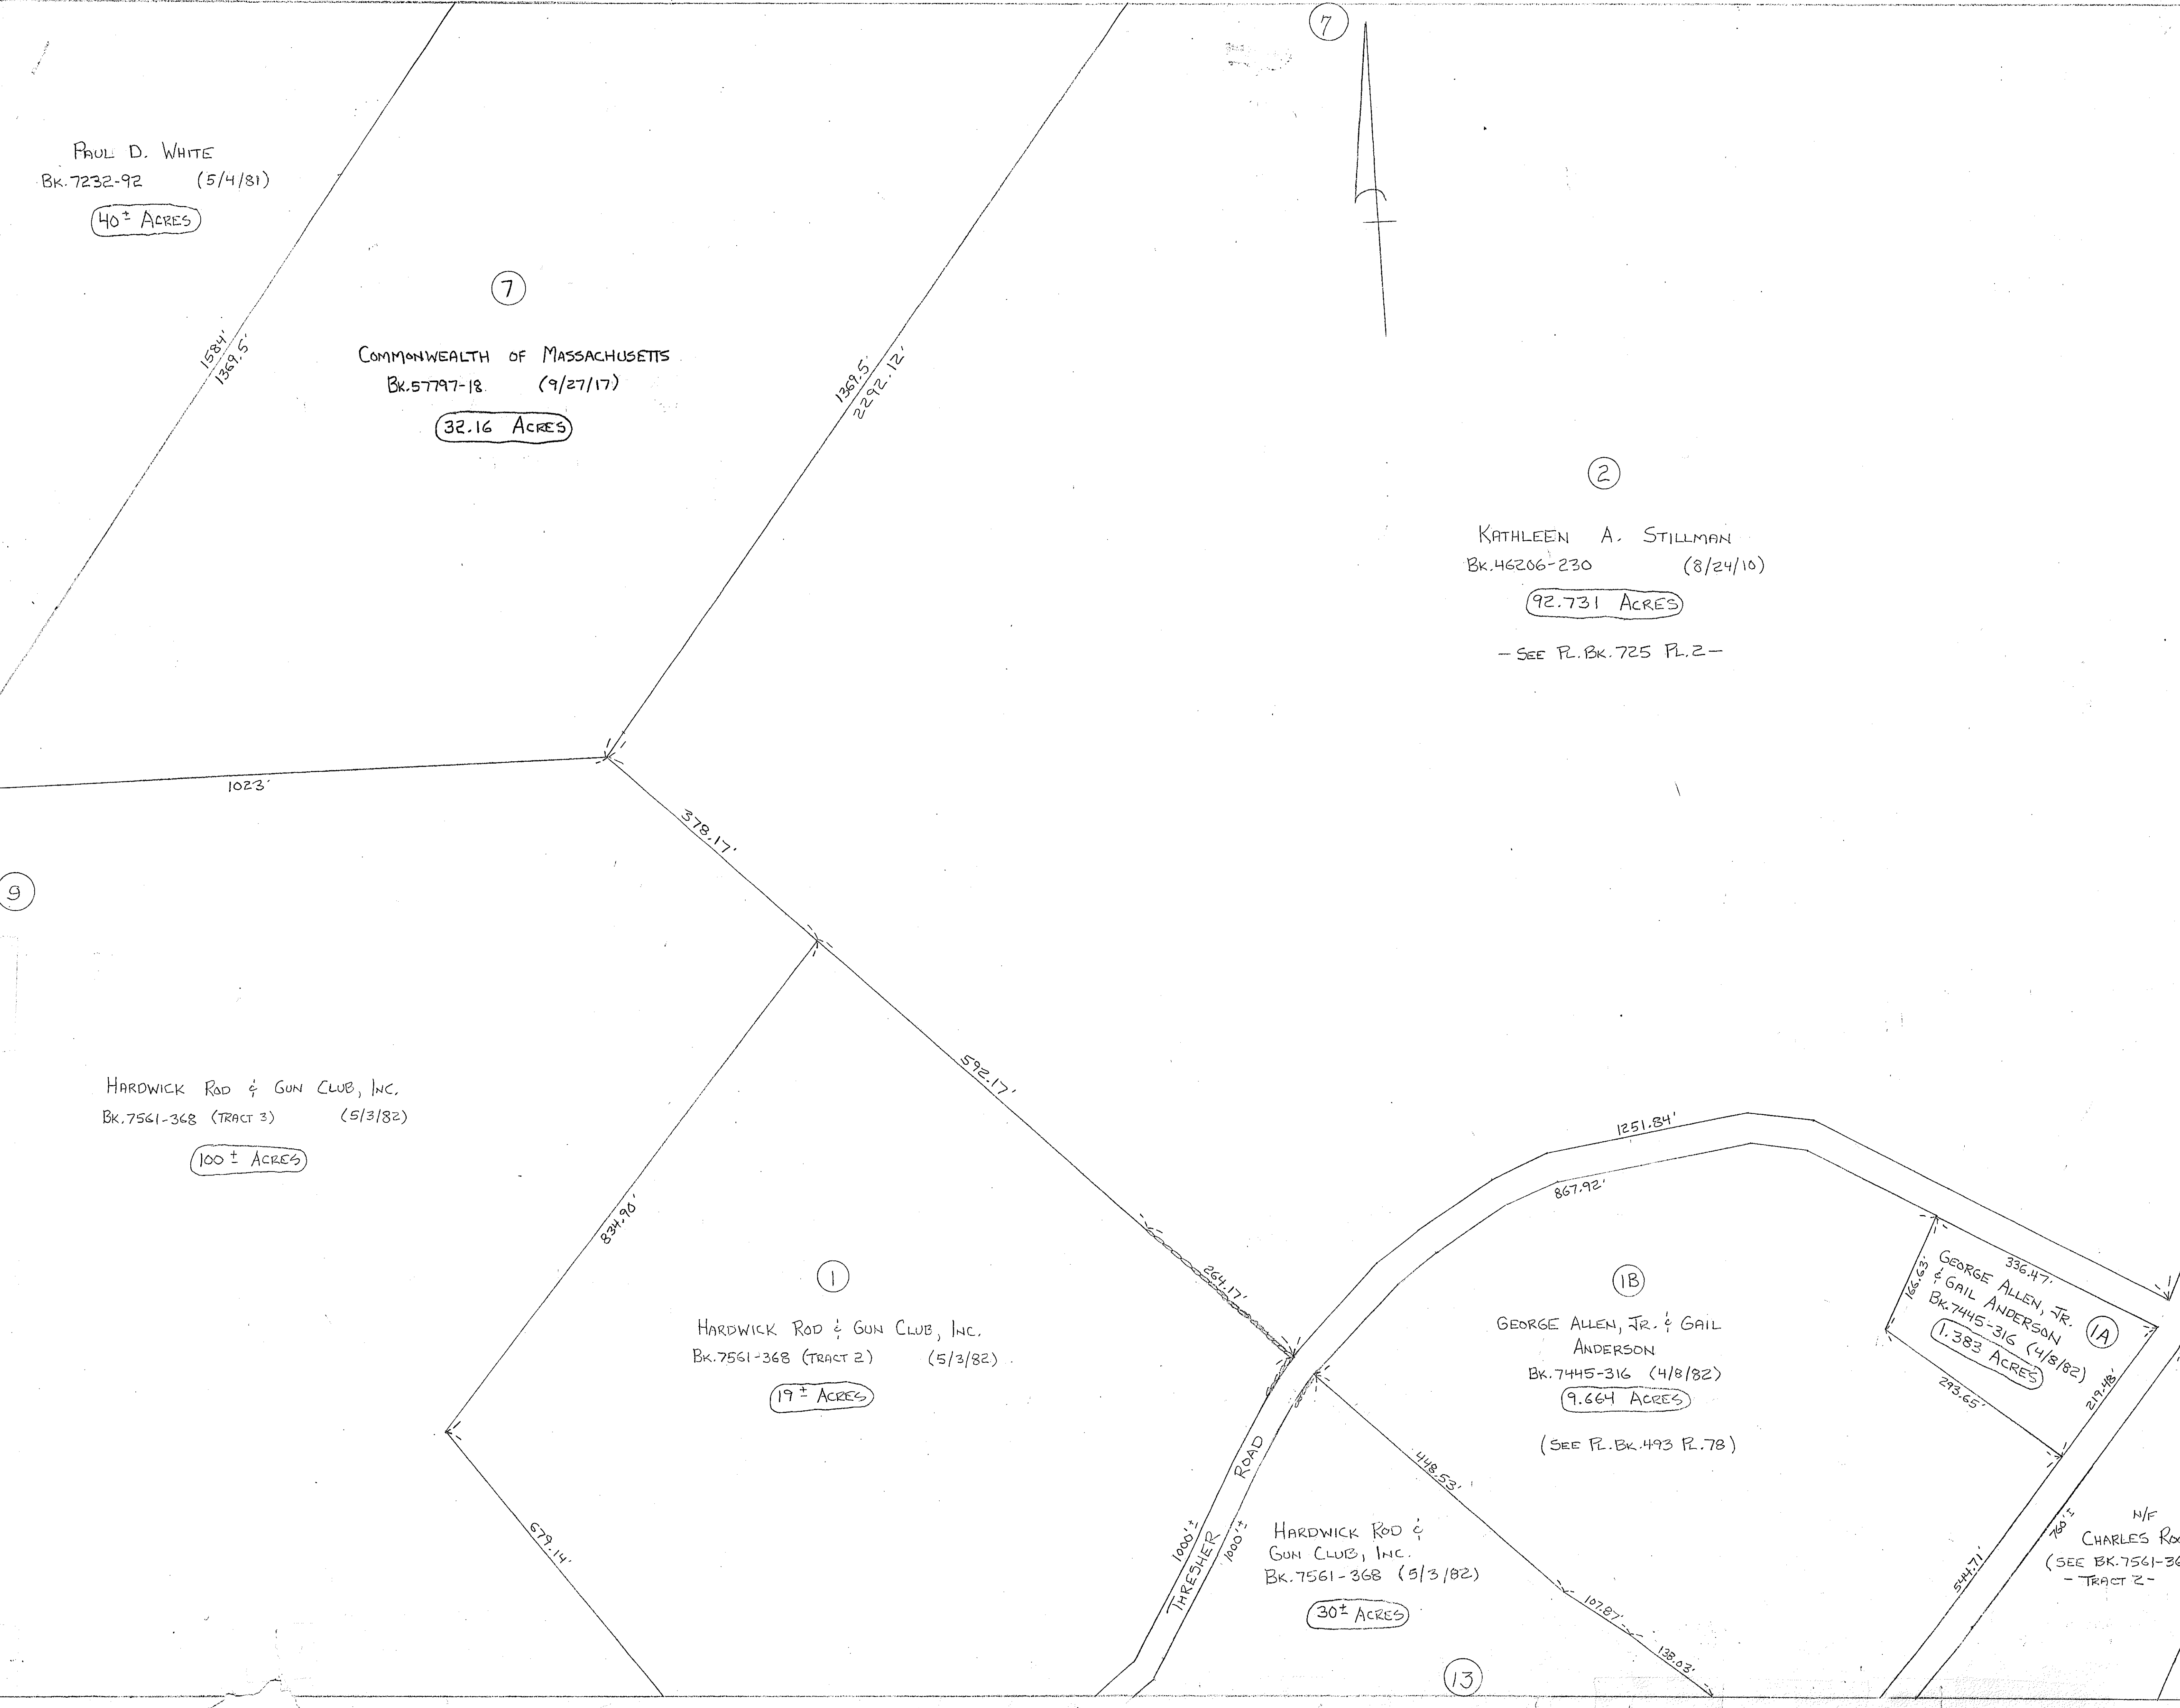 7
PAUL D. WHITE
BK.7232-92 (5/4/81)
40± ACRES
1584'
1369.5'
7
COMMONWEALTH OF MASSACHUSETTS
BK.57797-18 (9/27/17)
32.16 ACRES
1369.5'
2292.12'
2
KATHLEEN A. STILLMAN
BK.46206-230 (8/24/10)
92.731 ACRES
- SEE PL.BK.725 PL.2 -
1023'
378.17'
9
HARDWICK ROD & GUN CLUB, INC.
BK.7561-368 (TRACT 3) (5/3/82)
100± ACRES
592.17'
834.90'
264.17'
1251.84'
867.92'
1
HARDWICK ROD & GUN CLUB, INC.
BK.7561-368 (TRACT 2) (5/3/82)
19± ACRES
679.14'
1B
GEORGE ALLEN, JR. & GAIL
ANDERSON
BK.7445-316 (4/8/82)
9.664 ACRES
(SEE PL.BK.493 PL.78)
336.47'
166.63'
GEORGE ALLEN, JR.
& GAIL ANDERSON
BK.7445-316 (4/8/82)
1.383 ACRES
1A
293.65'
219.48'
448.53'
107.87'
138.03'
544.71'
760'±
1000'±
THRESHER ROAD
1000'±
HARDWICK ROD &
GUN CLUB, INC.
BK.7561-368 (5/3/82)
30± ACRES
13
N/F
CHARLES RO
(SEE BK.7561-36
- TRACT 2 -